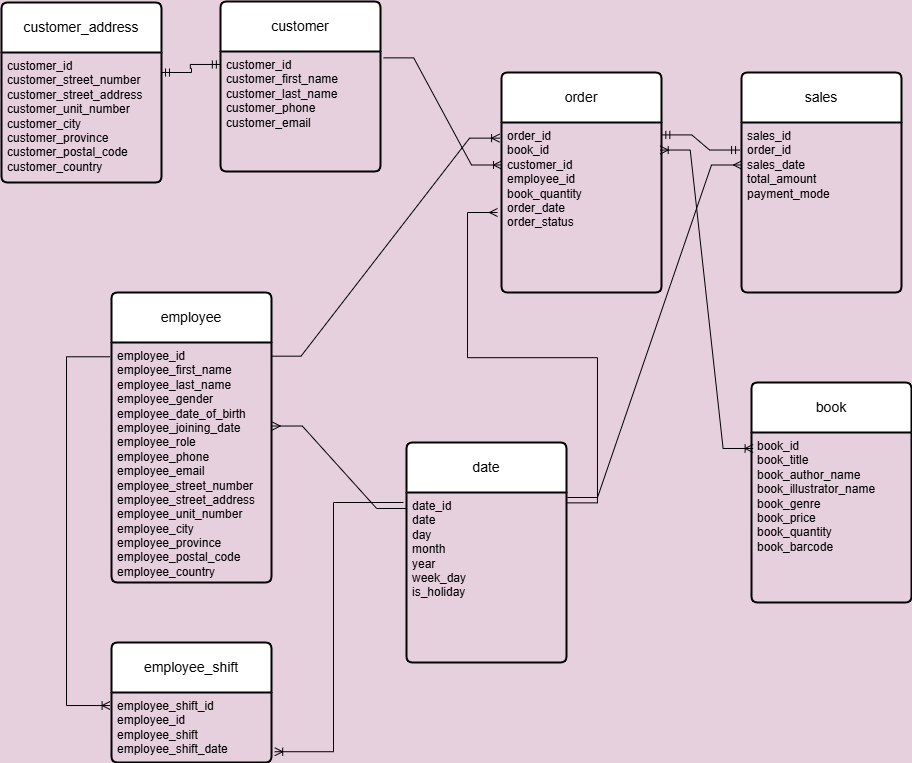 customer_address
customer_id
customer_street_number
customer_street_address
customer_unit_number
customer_city
customer_province
customer_postal_code
customer_country
customer
customer_id
customer_first_name
customer_last_name
customer_phone
customer_email
order
order_id
book_id
customer_id
employee_id
book_quantity
order_date
order_status
sales
sales_id
order_id
sales_date
total_amount
payment_mode
employee
employee_id
employee_first_name
employee_last_name
employee_gender
employee_date_of_birth
employee_joining_date
employee_role
employee_phone
employee_email
employee_street_number
employee_street_address
employee_unit_number
employee_city
employee_province
employee_postal_code
employee_country
date
date_id
date
day
month
year
week_day
is_holiday
book
book_id
book_title
book_author_name
book_illustrator_name
book_genre
book_price
book_quantity
book_barcode
employee_shift
employee_shift_id
employee_id
employee_shift
employee_shift_date